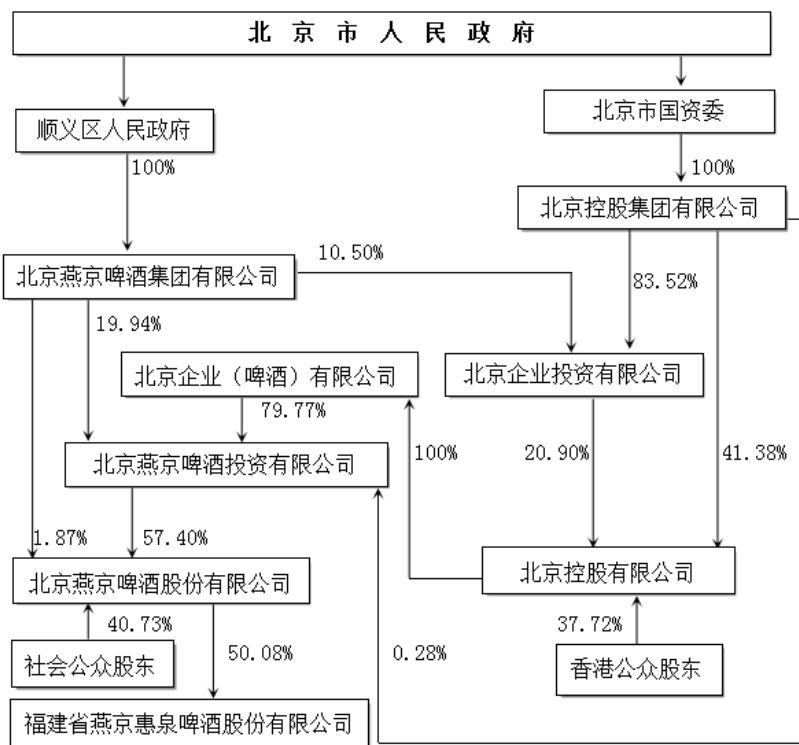 北京市人民政府
顺义区人民政府
北京市国资委
100%
100%
北京控股集团有限公司
10.50%
北京燕京啤酒集团有限公司
83.52%
19.94%
北京企业（啤酒）有限公司
北京企业投资有限公司
79.77%
北京燕京啤酒投资有限公司
100%
20.90%
41.38%
1.87%
57.40%
北京燕京啤酒股份有限公司
北京控股有限公司
40.73%
37.72%
社会公众股东
50.08%
0.28%
香港公众股东
福建省燕京惠泉啤酒股份有限公司